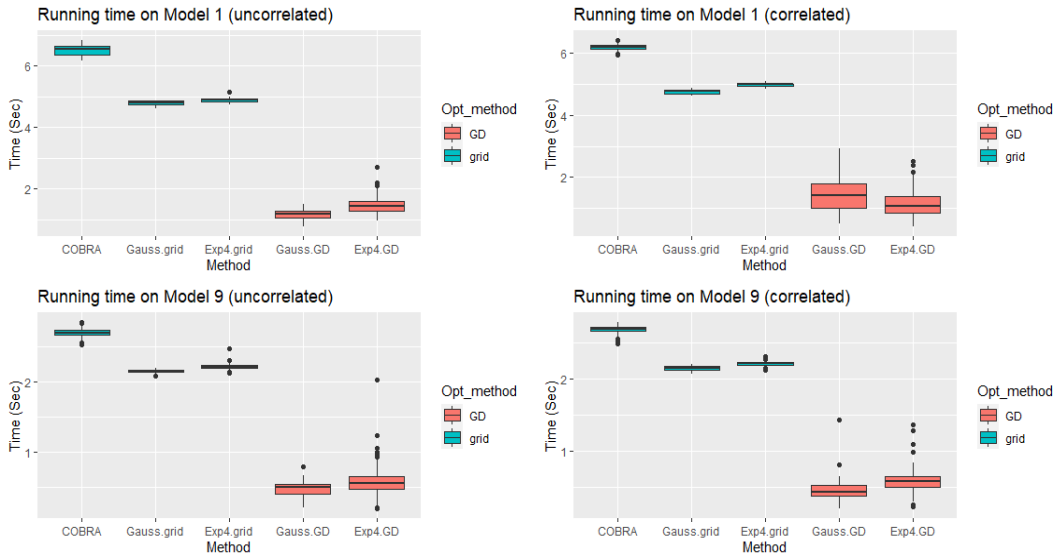 Running time on Model 1 (uncorrelated)
Time (Sec)
6
4
2
COBRA Gauss.grid Exp4.grid Gauss.GD Exp4.GD
Method
Opt_method
GD
grid
Running time on Model 1 (correlated)
Time (Sec)
6
4
2
COBRA Gauss.grid Exp4.grid Gauss.GD Exp4.GD
Method
Opt_method
GD
grid
Running time on Model 9 (uncorrelated)
Time (Sec)
2
1
COBRA Gauss.grid Exp4.grid Gauss.GD Exp4.GD
Method
Opt_method
GD
grid
Running time on Model 9 (correlated)
Time (Sec)
2
1
COBRA Gauss.grid Exp4.grid Gauss.GD Exp4.GD
Method
Opt_method
GD
grid